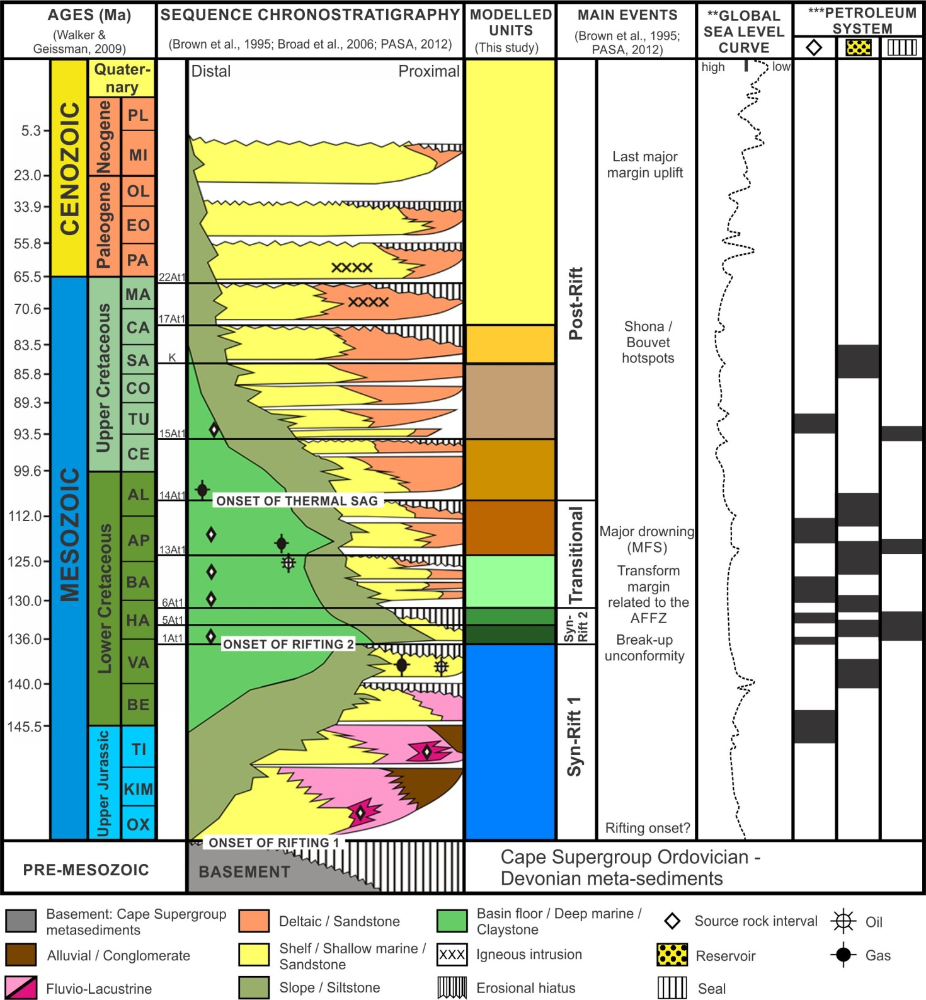 AGES (Ma)
(Walker &
Geissman, 2009)
SEQUENCE CHRONOSTRATIGRAPHY
(Brown et al., 1995; Broad et al., 2006; PASA, 2012)
MODELLED
UNITS
(This study)
MAIN EVENTS
(Brown et al., 1995;
PASA, 2012)
**GLOBAL
SEA LEVEL
CURVE
***PETROLEUM
SYSTEM
5.3
23.0
33.9
55.8
65.5
70.6
83.5
85.8
89.3
93.5
99.6
112.0
125.0
130.0
136.0
140.0
145.5
CENOZOIC
MESOZOIC
Quater-
nary
Neogene
Paleogene
Upper Cretaceous
Lower Cretaceous
Upper Jurassic
PL
MI
OL
EO
PA
MA
CA
SA
CO
TU
CE
AL
AP
BA
HA
VA
BE
TI
KIM
OX
22At1
17At1
K
15At1
14At1
13At1
6At1
5At1
1At1
Distal
Proximal
XXXX
XXXX
ONSET OF THERMAL SAG
ONSET OF RIFTING 2
ONSET OF RIFTING 1
BASEMENT
Post-Rift
Transitional
Syn-
Rift 2
Syn-Rift 1
Last major
margin uplift
Shona /
Bouvet
hotspots
Major drowning
(MFS)
Transform
margin
related to the
AFFZ
Break-up
unconformity
Rifting onset?
high
low
PRE-MESOZOIC
Cape Supergroup Ordovician -
Devonian meta-sediments
Basement: Cape Supergroup
metasediments
Alluvial / Conglomerate
Fluvio-Lacustrine
Deltaic / Sandstone
Shelf / Shallow marine /
Sandstone
Slope / Siltstone
Basin floor / Deep marine /
Claystone
XXX
Igneous intrusion
Erosional hiatus
Source rock interval
Reservoir
Seal
Oil
Gas